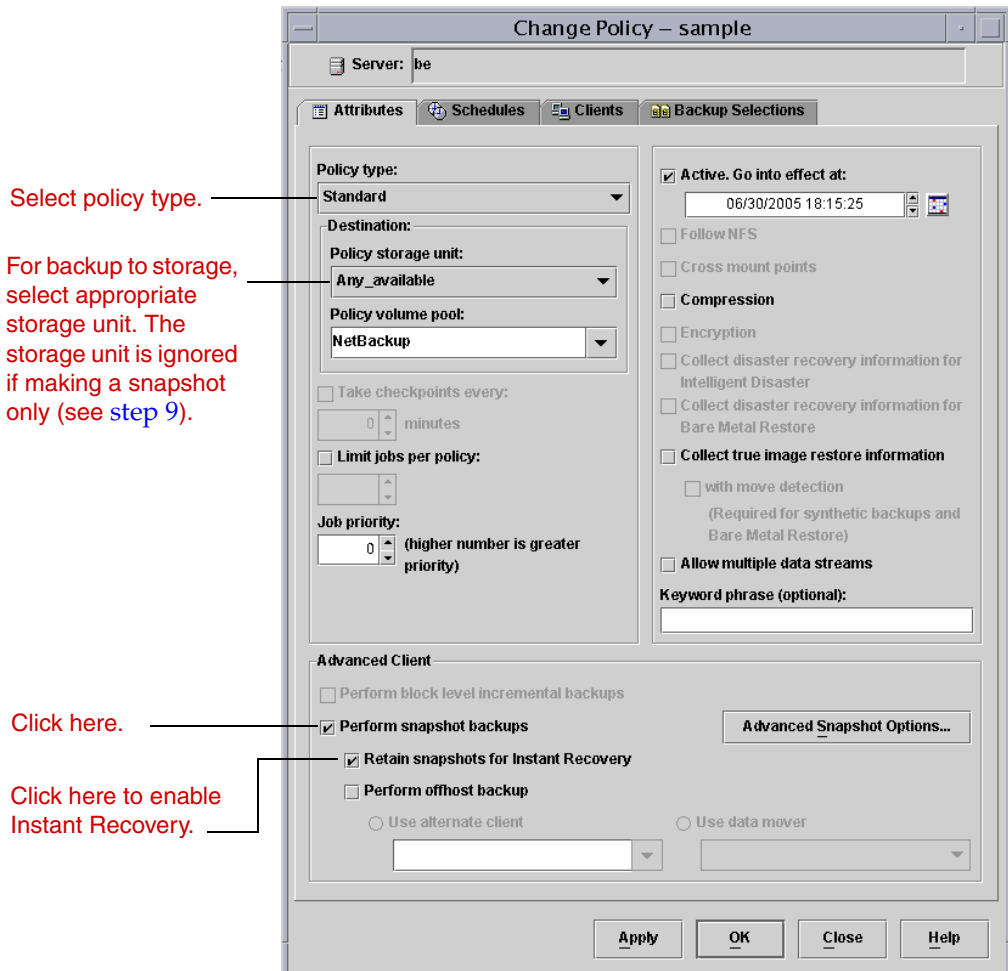 Change Policy – sample
Server: be
Attributes
Schedules
Clients
Backup Selections
Select policy type.
For backup to storage,
select appropriate
storage unit. The
storage unit is ignored
if making a snapshot
only (see step 9).
Click here.
Click here to enable
Instant Recovery.
Policy type:
Standard
Destination:
Policy storage unit:
Any_available
Policy volume pool:
NetBackup
Take checkpoints every:
0 minutes
Limit jobs per policy:
Job priority:
0 (higher number is greater
priority)
Active. Go into effect at:
06/30/2005 18:15:25
Follow NFS
Cross mount points
Compression
Encryption
Collect disaster recovery information for
Intelligent Disaster
Collect disaster recovery information for
Bare Metal Restore
Collect true image restore information
with move detection
(Required for synthetic backups and
Bare Metal Restore)
Allow multiple data streams
Keyword phrase (optional):
Advanced Client
Perform block level incremental backups
Perform snapshot backups
Advanced Snapshot Options...
Retain snapshots for Instant Recovery
Perform offhost backup
Use alternate client
Use data mover
Apply
OK
Close
Help